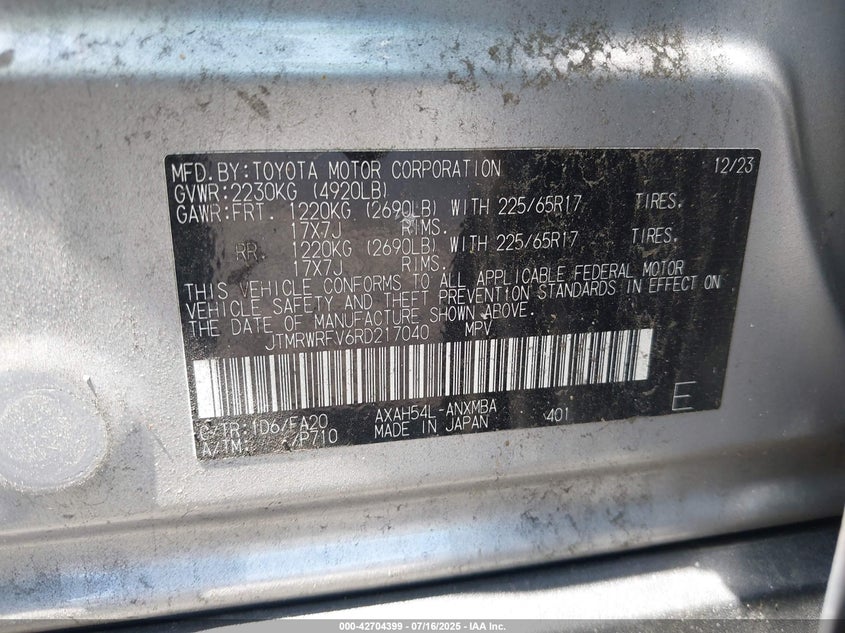 MFD.BY:TOYOTA MOTOR CORPORATION 12/23
GVWR:2230KG (4920LB)
GAWR:FRT. 1220KG (2690LB) WITH 225/65R17 TIRES.
17X7J RIMS.
RR. 1220KG (2690LB) WITH 225/65R17 TIRES.
17X7J RIMS.
THIS VEHICLE CONFORMS TO ALL APPLICABLE FEDERAL MOTOR
VEHICLE SAFETY AND THEFT PREVENTION STANDARDS IN EFFECT ON
THE DATE OF MANUFACTURE SHOWN ABOVE.
JTMRWRFV6RD217040 MPV
C/TR:1D6/FA20 AXAH54L-ANXMBA 401 E
A/TM: /P710 MADE IN JAPAN
000-42704399 - 07/16/2025 - IAA Inc.